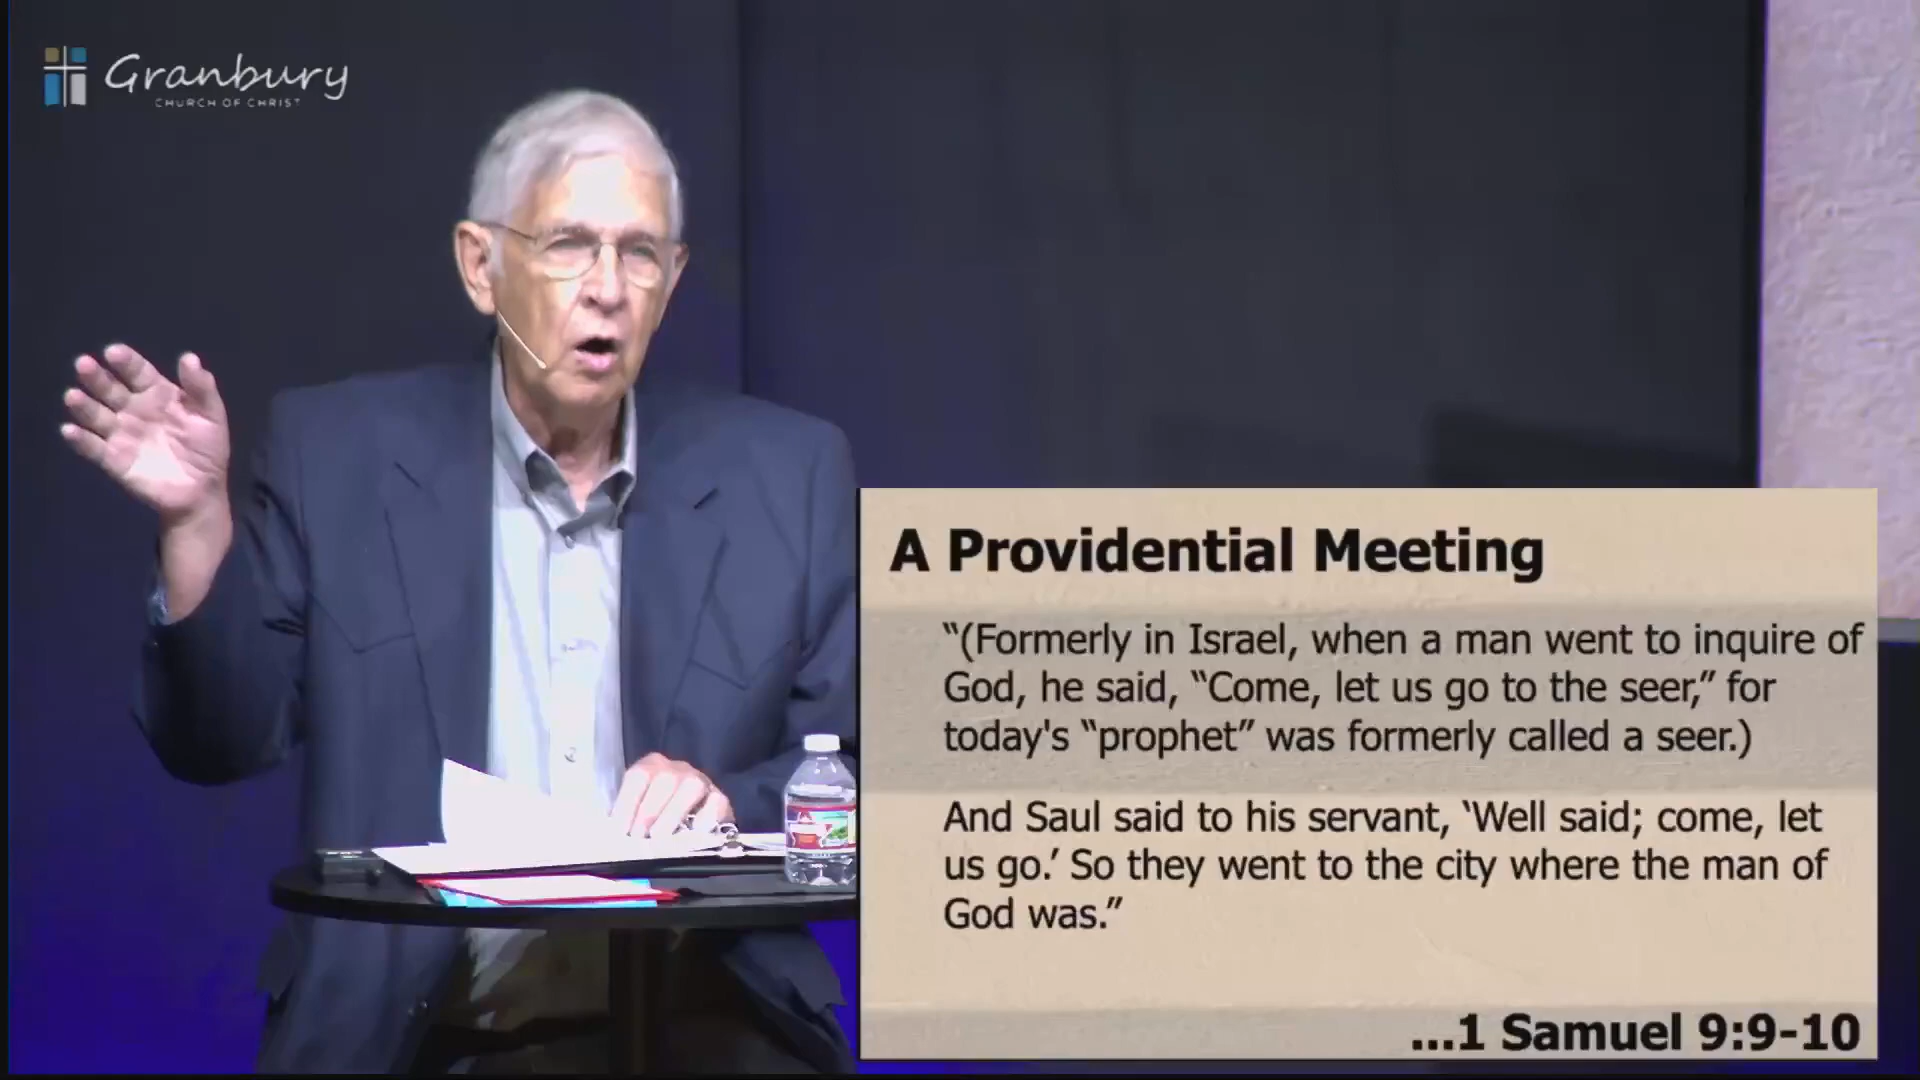 Granbury
CHURCH OF CHRIST
A Providential Meeting
“(Formerly in Israel, when a man went to inquire of
God, he said, “Come, let us go to the seer,” for
today's “prophet” was formerly called a seer.)
And Saul said to his servant, ‘Well said; come, let
us go.’ So they went to the city where the man of
God was.”
...1 Samuel 9:9-10